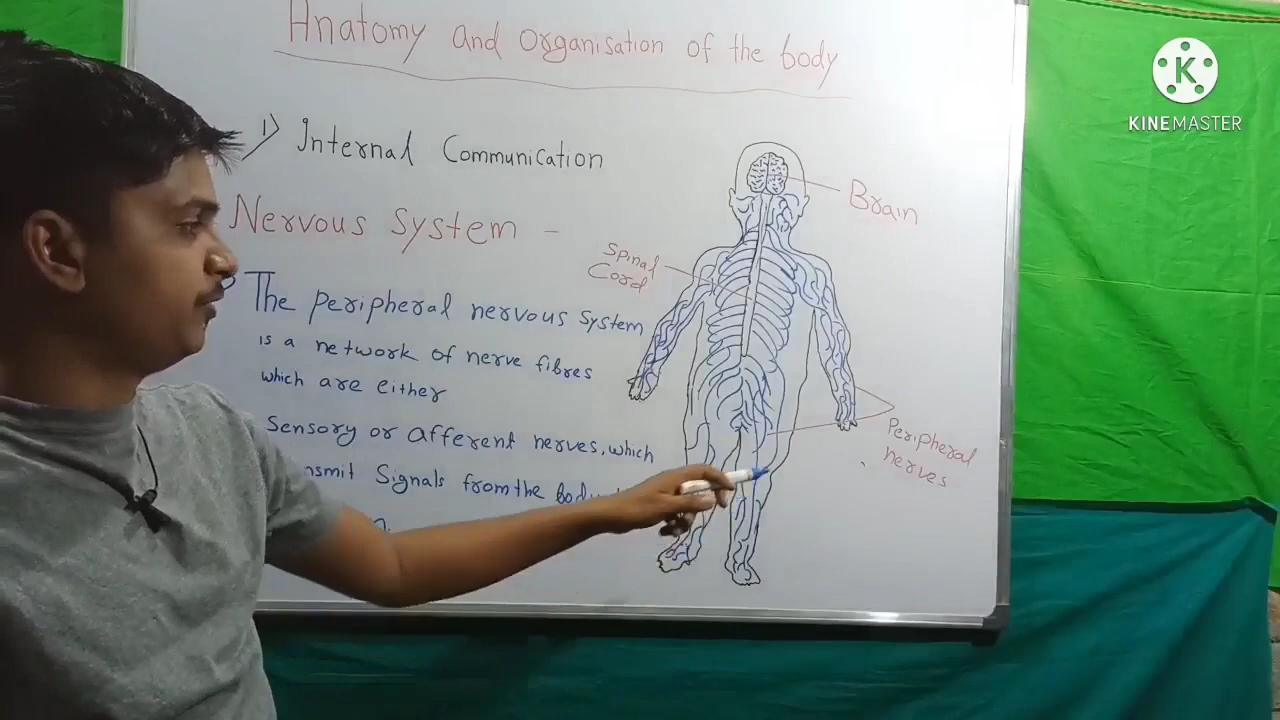 Anatomy and Organisation of the body
1) Internal Communication
Nervous System -
The peripheral nervous system
is a network of nerve fibres
which are either
Sensory or afferent nerves, which
Signals from the
Brain
Spinal
Cord
Peripheral
nerves
KINEMASTER